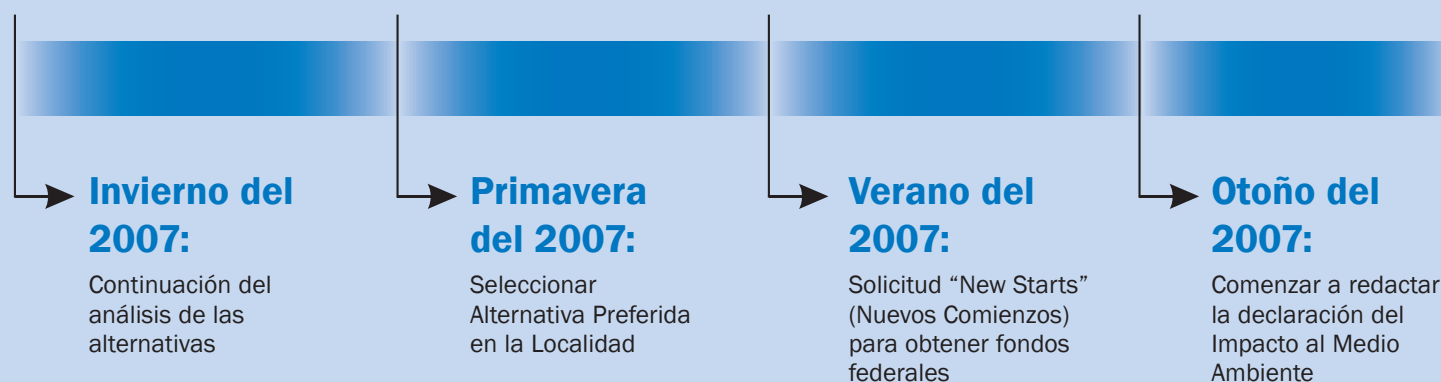 Invierno del
2007:
Continuación del
análisis de las
alternativas
Primavera
del 2007:
Seleccionar
Alternativa Preferida
en la Localidad
Verano del
2007:
Solicitud “New Starts”
(Nuevos Comienzos)
para obtener fondos
federales
Otoño del
2007:
Comenzar a redactar
la declaración del
Impacto al Medio
Ambiente